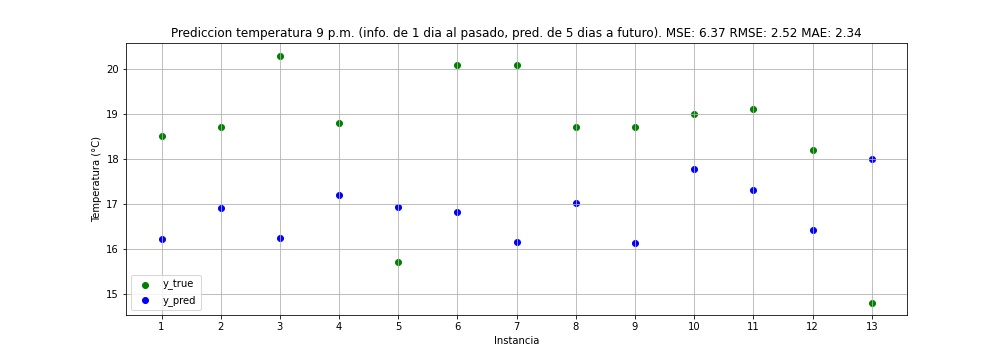 Prediccion temperatura 9 p.m. (info. de 1 dia al pasado, pred. de 5 dias a futuro). MSE: 6.37 RMSE: 2.52 MAE: 2.34
Temperatura (°C)
20
19
18
17
16
15
y_true
y_pred
1 2 3 4 5 6 7 8 9 10 11 12 13
Instancia